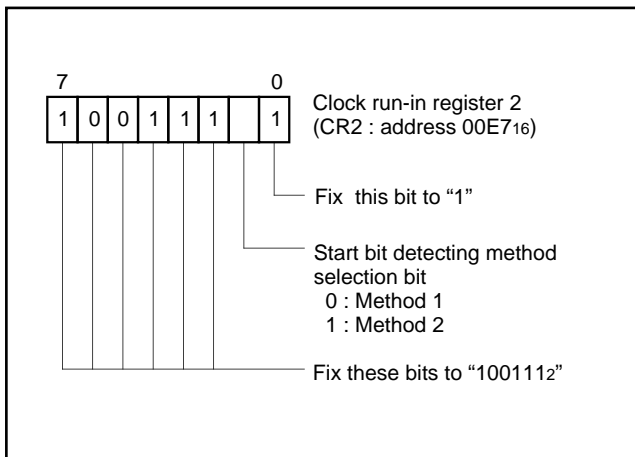 7 0
1 0 0 1 1 1 1
Clock run-in register 2
(CR2 : address 00E716)
Fix this bit to “1”
Start bit detecting method
selection bit
0 : Method 1
1 : Method 2
Fix these bits to “1001112”